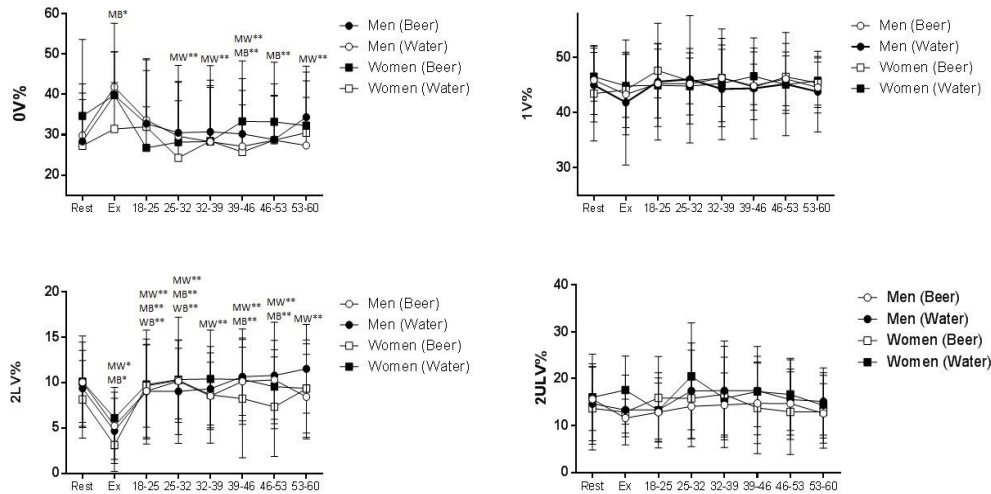 0V%
60
50
40
30
20
MB*
MW**
MW**
MW**
MB**
MB**
MW**
Rest Ex 18-25 25-32 32-39 39-46 46-53 53-60
Men (Beer)
Men (Water)
Women (Beer)
Women (Water)
1V%
50
40
30
Rest Ex 18-25 25-32 32-39 39-46 46-53 53-60
Men (Beer)
Men (Water)
Women (Beer)
Women (Water)
2LV%
20
15
10
5
0
MW*
MB*
MW**
MB**
WB**
MW**
MB**
WB**
MW**
MW**
MB**
MW**
MB**
MW**
Rest Ex 18-25 25-32 32-39 39-46 46-53 53-60
Men (Beer)
Men (Water)
Women (Beer)
Women (Water)
2ULV%
40
30
20
10
0
Rest Ex 18-25 25-32 32-39 39-46 46-53 53-60
Men (Beer)
Men (Water)
Women (Beer)
Women (Water)